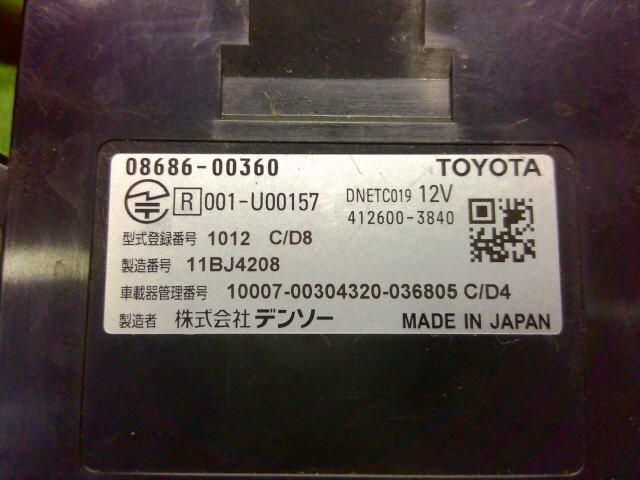 08686-00360 TOYOTA
R 001-U00157 DNETC019 12V
412600-3840
型式登録番号 1012 C/D8
製造番号 11BJ4208
車載器管理番号 10007-00304320-036805 C/D4
製造者 株式会社 デンソー MADE IN JAPAN